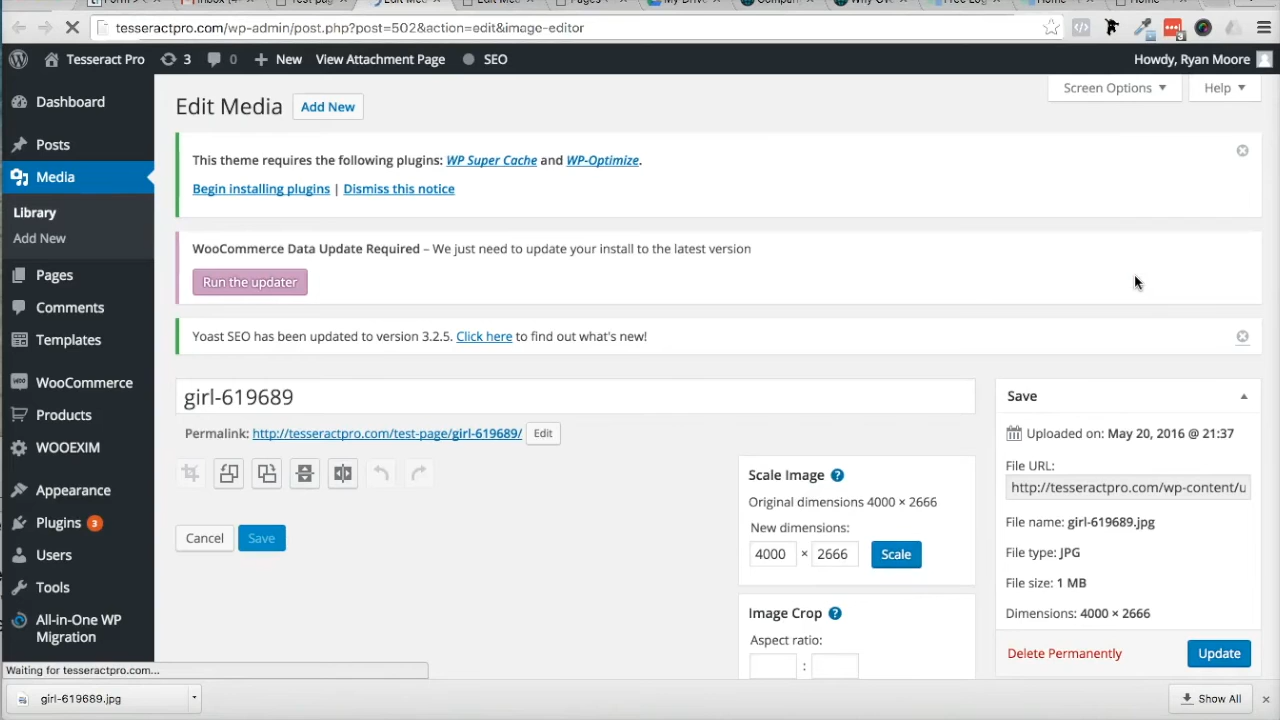 tesseractpro.com/wp-admin/post.php?post=502&action=edit&image-editor
3
Tesseract Pro 3 0 New View Attachment Page SEO Howdy, Ryan Moore
Screen Options Help
Edit Media Add New
This theme requires the following plugins: WP Super Cache and WP-Optimize.
Begin installing plugins | Dismiss this notice
WooCommerce Data Update Required – We just need to update your install to the latest version
Run the updater
Yoast SEO has been updated to version 3.2.5. Click here to find out what's new!
Dashboard
Posts
Media
Library
Add New
Pages
Comments
Templates
WooCommerce
Products
WOOEXIM
Appearance
Plugins 3
Users
Tools
All-in-One WP
Migration
girl-619689
Permalink: http://tesseractpro.com/test-page/girl-619689/ Edit
Cancel Save
Scale Image ?
Original dimensions 4000 × 2666
New dimensions:
4000 × 2666 Scale
Image Crop ?
Aspect ratio:
:
Save
Uploaded on: May 20, 2016 @ 21:37
File URL:
http://tesseractpro.com/wp-content/u
File name: girl-619689.jpg
File type: JPG
File size: 1 MB
Dimensions: 4000 × 2666
Delete Permanently Update
Waiting for tesseractpro.com...
girl-619689.jpg Show All